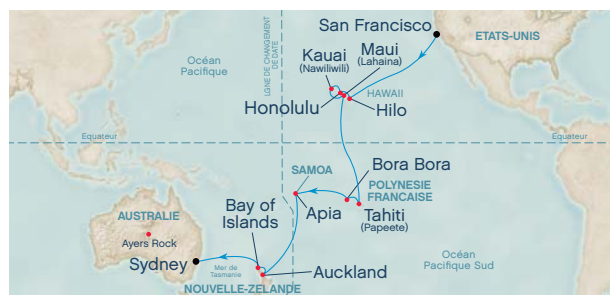 San Francisco
ETATS-UNIS
Kauai
(Nawiliwili)
Maui
(Lahaina)
LIGNE DE CHANGEMENT
DE DATE
Océan
Pacifique
HAWAII
Honolulu
Hilo
Equateur
Equateur
Bora Bora
SAMOA
POLYNESIE
FRANCAISE
Bay of
Islands
Apia
Tahiti
(Papeete)
AUSTRALIE
Ayers Rock
Sydney
Mer de
Tasmanie
Auckland
Océan
Pacifique Sud
NOUVELLE-ZELANDE